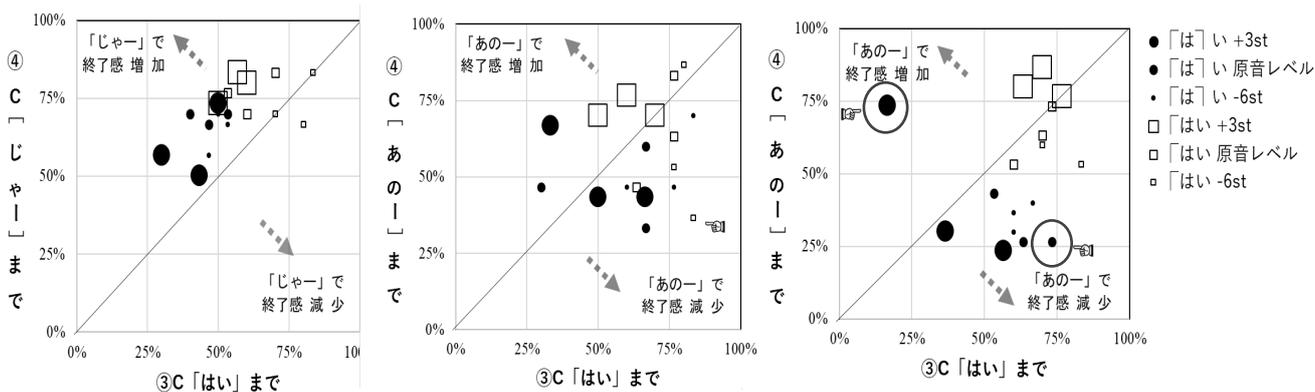 100%
75%
50%
25%
0%
④C［じゃー］まで
「じゃー」で
終了感 増 加
「じゃー」で
終了感 減 少
0%
25%
50%
75%
10
③C「はい」まで
100%
75%
50%
25%
0%
④C［あのー］まで
「あのー」で
終了感 増加
「あのー」で
終了感 減 少
0%
25%
50%
75%
100%
③C「はい」まで
100%
75%
50%
25%
0%
④C［あのー］まで
「あのー」で
終了感 増 加
「あのー」で
終了感 減 少
0%
25%
50%
75%
100%
③C「はい」まで
「は￢い +3st
「は￢い 原音レベル
「は￢い -6st
「はい +3st
「はい 原音レベル
「はい -6st